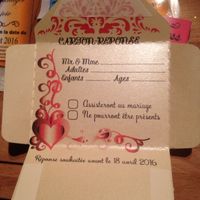 CARTON REPONSE
Mr & Mme
Adultes
Enfants Ages
Assisteront au mariage
Ne pourront être présents
Réponse souhaitée avant le 18 avril 2016